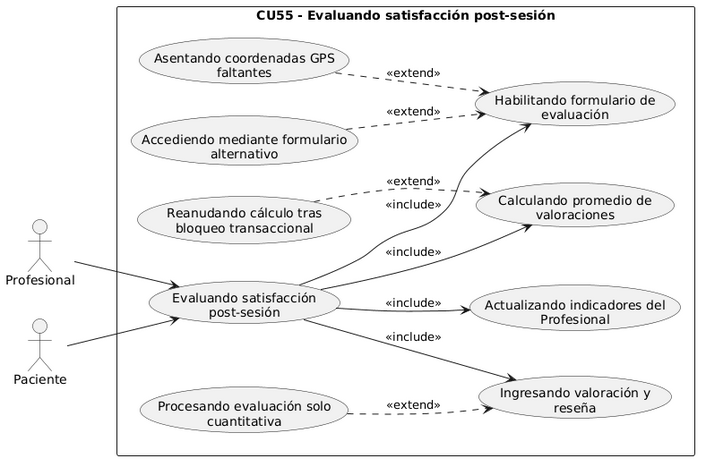 CU55 - Evaluando satisfacción post-sesión
Asentando coordenadas GPS
faltantes
«extend»
Habilitando formulario de
evaluación
«extend»
Accediendo mediante formulario
alternativo
«extend»
Reanudando cálculo tras
bloqueo transaccional
«include»
Calculando promedio de
valoraciones
«include»
Profesional
Evaluando satisfacción
post-sesión
«include»
Actualizando indicadores del
Profesional
«include»
Paciente
Procesando evaluación solo
cuantitativa
«extend»
Ingresando valoración y
reseña